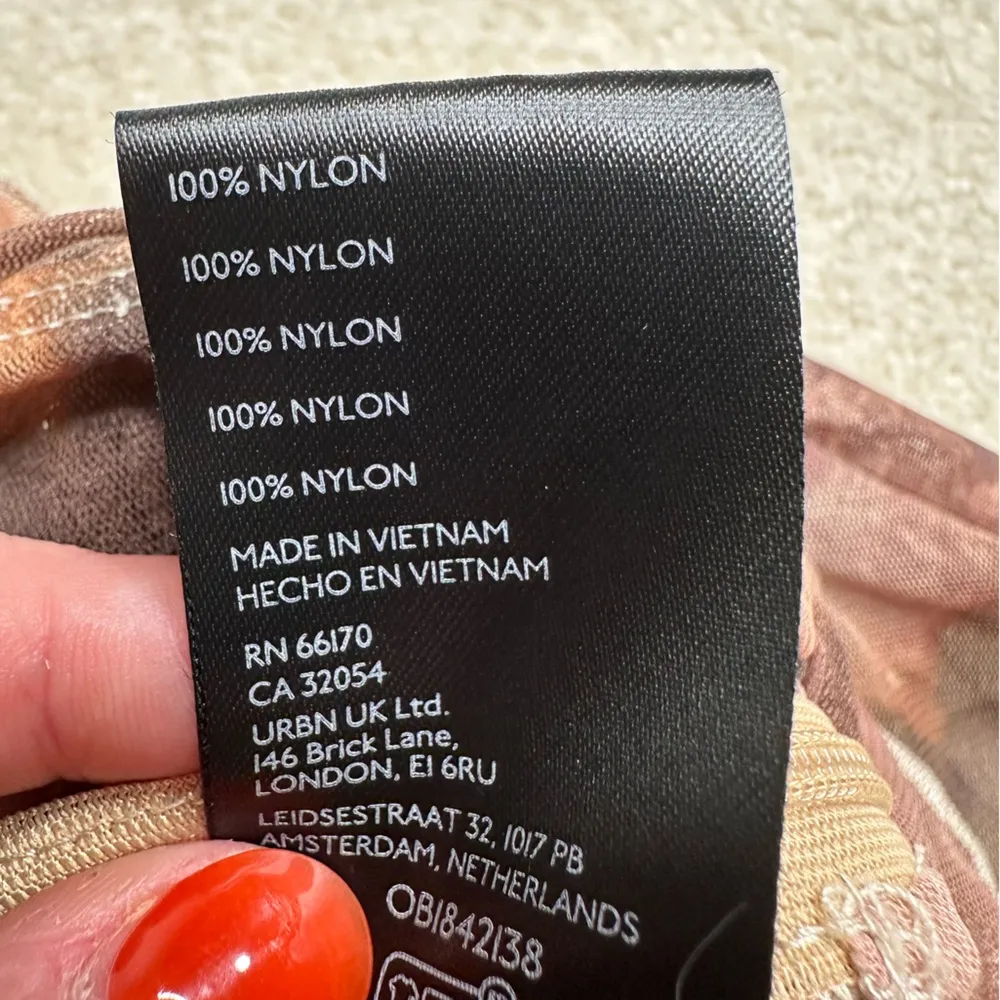 100% NYLON
100% NYLON
100% NYLON
100% NYLON
100% NYLON
MADE IN VIETNAM
HECHO EN VIETNAM
RN 66170
CA 32054
URBN UK Ltd.
146 Brick Lane,
LONDON, E1 6RU
LEIDSESTRAAT 32, 1017 PB
AMSTERDAM, NETHERLANDS
OB1842138